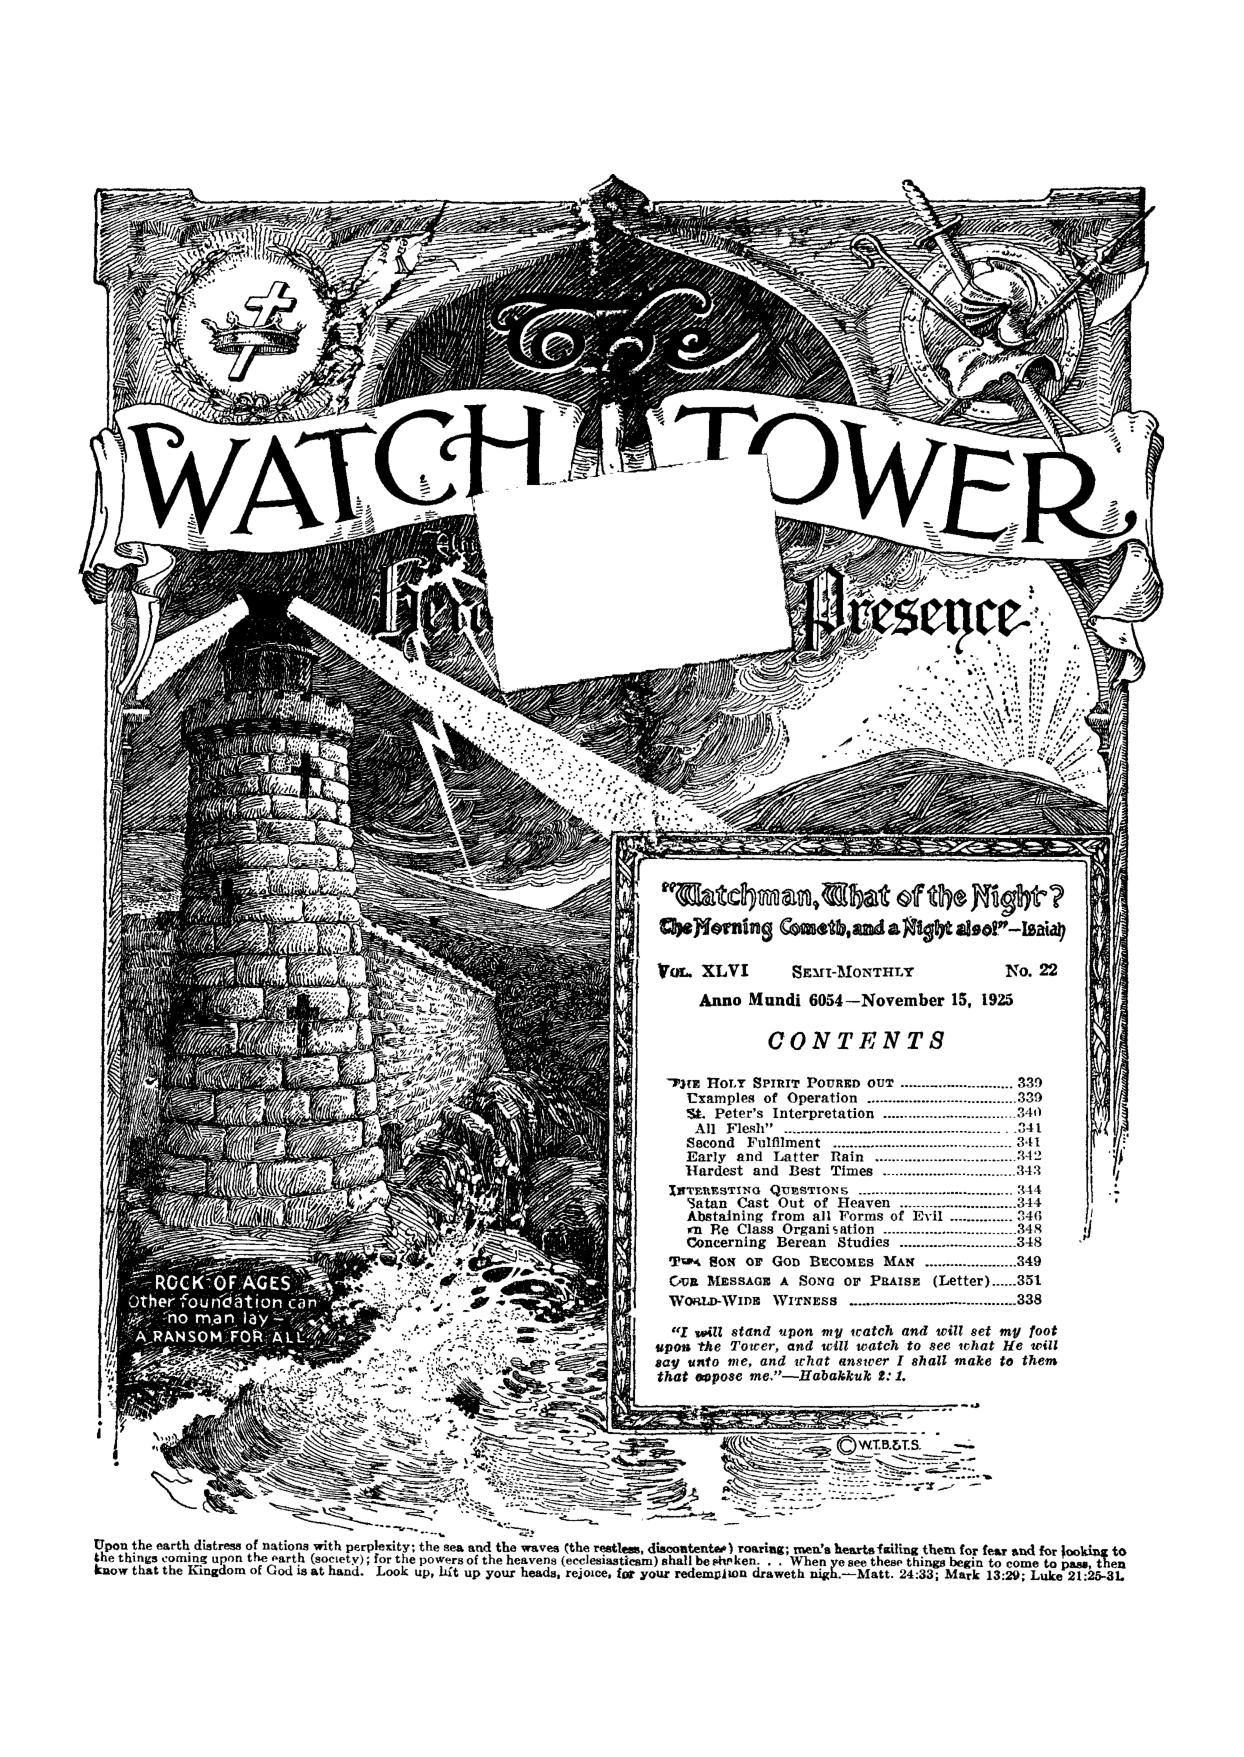 The
WATCH TOWER
Presence
"Watchman, What of the Night?
The Morning Cometh, and a Night also!"—Isaiah
VOL. XLVI SEMI-MONTHLY No. 22
Anno Mundi 6054—November 15, 1925
CONTENTS
THE HOLY SPIRIT POURED OUT 339
Examples of Operation 339
St. Peter's Interpretation 340
All Flesh" 341
Second Fulfilment 341
Early and Latter Rain 342
Hardest and Best Times 343
INTERESTING QUESTIONS 344
Satan Cast Out of Heaven 344
Abstaining from all Forms of Evil 346
Re Class Organisation 348
Concerning Berean Studies 348
SON OF GOD BECOMES MAN 349
OUR MESSAGE A SONG OF PRAISE (Letter) 351
WORLD-WIDE WITNESS 338
"I will stand upon my watch and will set my foot
upon the Tower, and will watch to see what He will
say unto me, and what answer I shall make to them
that oppose me."—Habakkuk 2:1.
ROCK OF AGES
Other foundation can
no man lay—
A RANSOM FOR ALL
© W.T.B.&T.S.
Upon the earth distress of nations with perplexity; the sea and the waves (the restless, discontented) roaring; men's hearts failing them for fear and for looking to
the things coming upon the earth (society); for the powers of the heavens (ecclesiasticsm) shall be shaken. . . When ye see these things begin to come to pass, then
know that the Kingdom of God is at hand. Look up, lift up your heads, rejoice, for your redemption draweth nigh.—Matt. 24:33; Mark 13:29; Luke 21:25-31.